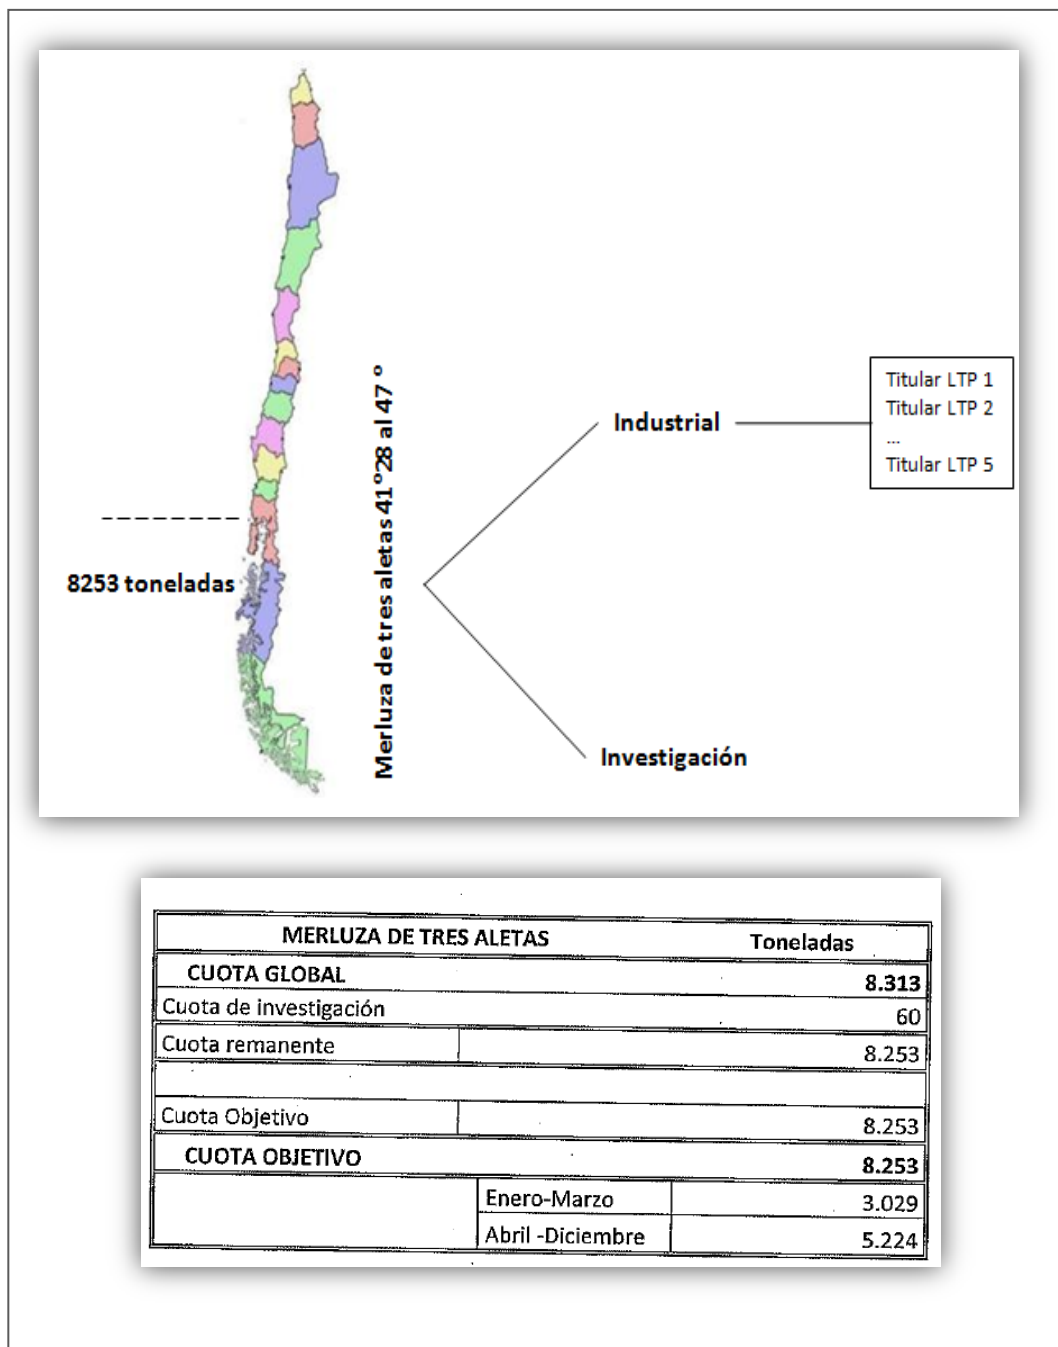 8253 toneladas
Merluza de tres aletas 41º28 al 47 º
Industrial
Titular LTP 1
Titular LTP 2
...
Titular LTP 5
Investigación
MERLUZA DE TRES ALETAS Toneladas
CUOTA GLOBAL 8.313
Cuota de investigación 60
Cuota remanente 8.253
Cuota Objetivo 8.253
CUOTA OBJETIVO 8.253
Enero-Marzo 3.029
Abril -Diciembre 5.224